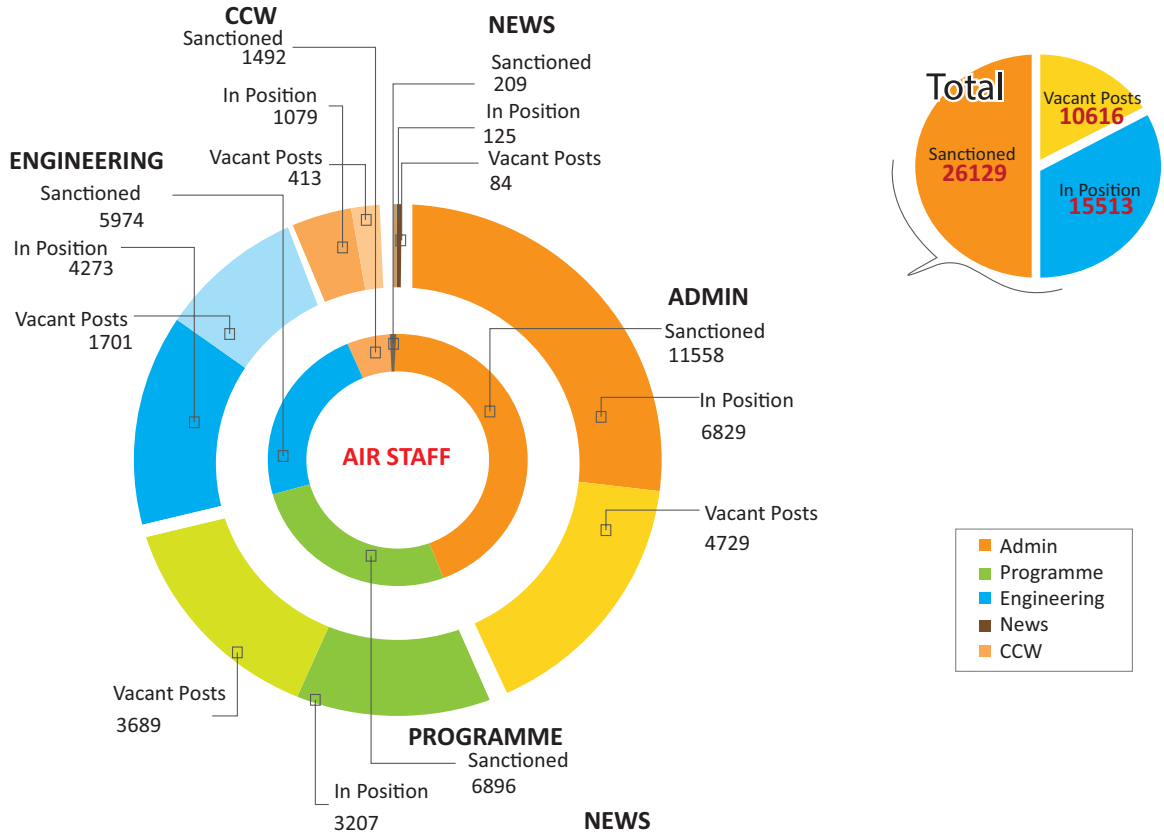 CCW
Sanctioned
1492
In Position
1079
Vacant Posts
413
NEWS
Sanctioned
209
In Position
125
Vacant Posts
84
Total
Vacant Posts
10616
Sanctioned
26129
In Position
15513
ENGINEERING
Sanctioned
5974
In Position
4273
Vacant Posts
1701
ADMIN
Sanctioned
11558
In Position
6829
Vacant Posts
4729
AIR STAFF
Admin
Programme
Engineering
News
CCW
Vacant Posts
3689
PROGRAMME
Sanctioned
6896
In Position
3207
NEWS